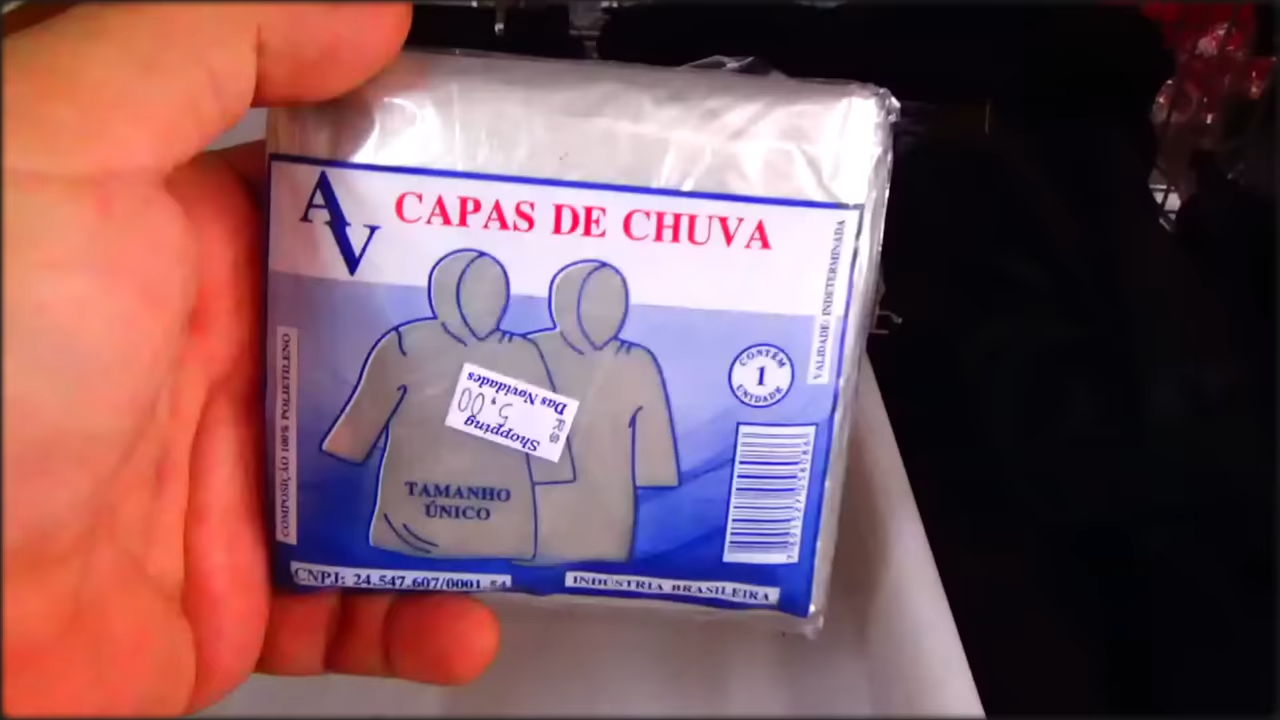 AV
CAPAS DE CHUVA
VALIDADE: INDETERMINADA
COMPOSIÇÃO 100% POLIETILENO
CONTÉM
1
UNIDADE
Shopping
Das Novidades
R$ 5,00
TAMANHO
ÚNICO
CNPJ: 24.547.607/0001-54
INDÚSTRIA BRASILEIRA